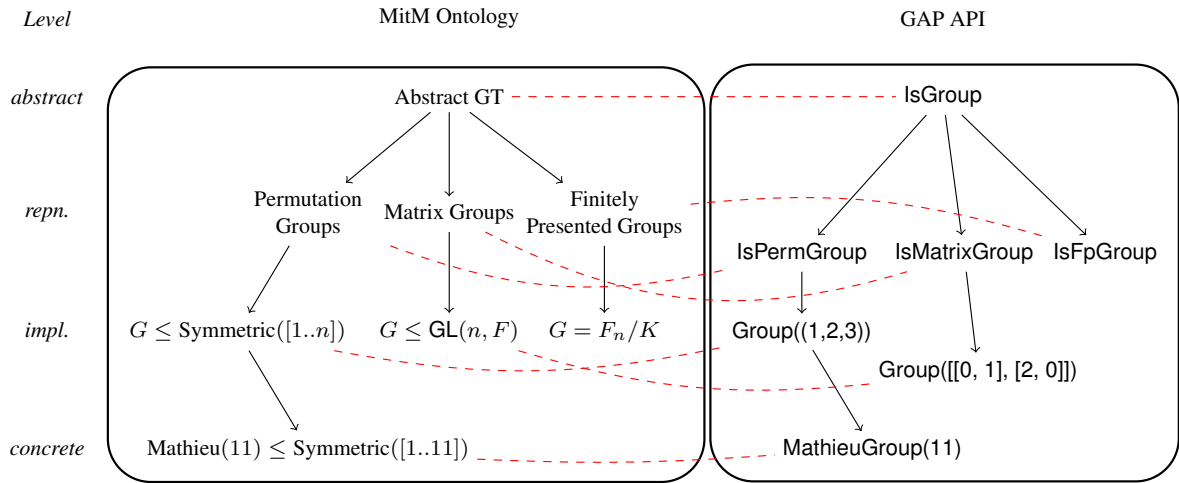 Level MitM Ontology GAP API
abstract Abstract GT IsGroup
repn. Permutation Groups Matrix Groups Finitely Presented Groups
IsPermGroup IsMatrixGroup IsFpGroup
impl. G ≤ Symmetric([1..n]) G ≤ GL(n, F) G = Fₙ/K Group((1,2,3))
Group([[0, 1], [2, 0]])
concrete Mathieu(11) ≤ Symmetric([1..11]) MathieuGroup(11)